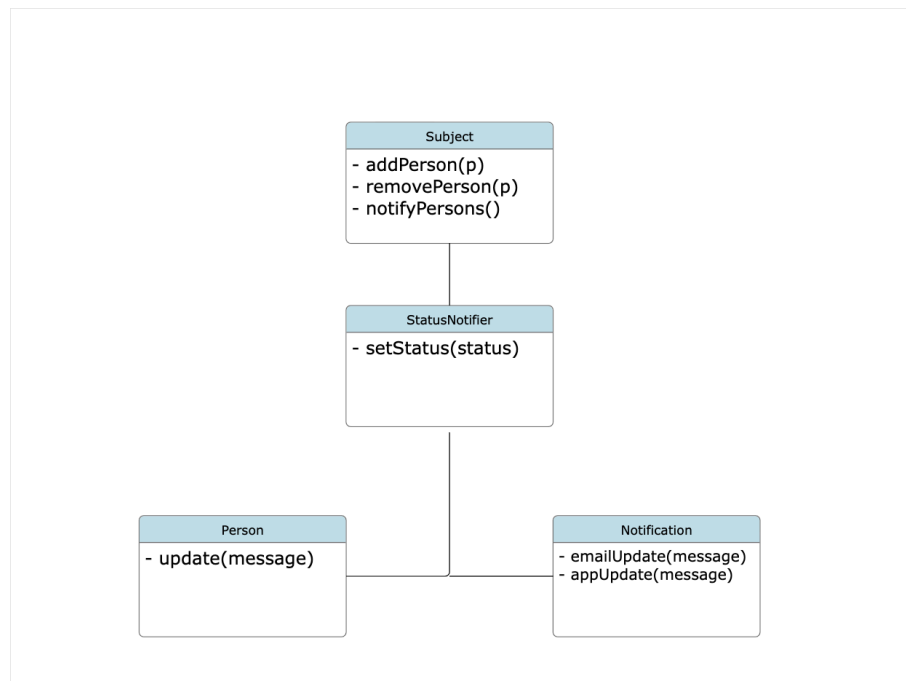 Subject
- addPerson(p)
- removePerson(p)
- notifyPersons()
StatusNotifier
- setStatus(status)
Person
- update(message)
Notification
- emailUpdate(message)
- appUpdate(message)